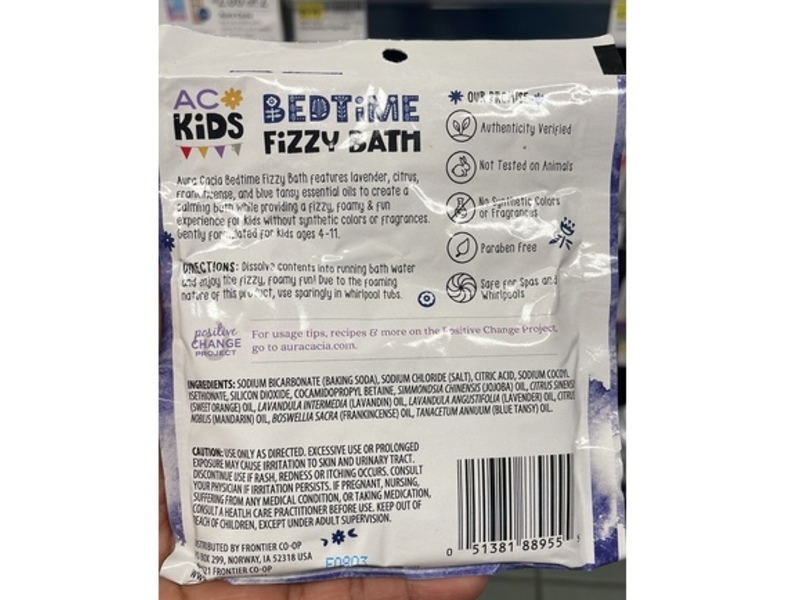 AC
KiDS
BEDTiME
FiZZY BATH
Aura Cacia Bedtime Fizzy Bath features lavender, citrus,
frankincense, and blue tansy essential oils to create a
calming bath while providing a fizzy, foamy & fun
experience for kids without synthetic colors or fragrances.
Gently formulated for kids ages 4-11.
DIRECTIONS: Dissolve contents into running bath water
and enjoy the fizzy, foamy fun! Due to the foaming
nature of this product, use sparingly in whirlpool tubs.
OUR PROMISE
Authenticity Verified
Not Tested on Animals
No Synthetic Colors
or Fragrances
Paraben Free
Safe for Spas and
Whirlpools
positive
CHANGE
PROJECT
For usage tips, recipes & more on the Positive Change Project,
go to auracacia.com.
INGREDIENTS: SODIUM BICARBONATE (BAKING SODA), SODIUM CHLORIDE (SALT), CITRIC ACID, SODIUM COCOYL
ISETHIONATE, SILICON DIOXIDE, COCAMIDOPROPYL BETAINE, SIMMONDSIA CHINENSIS (JOJOBA) OIL, CITRUS SINENSI
(SWEET ORANGE) OIL, LAVANDULA INTERMEDIA (LAVANDIN) OIL, LAVANDULA ANGUSTIFOLIA (LAVENDER) OIL, CITRUS
NOBILIS (MANDARIN) OIL, BOSWELLIA SACRA (FRANKINCENSE) OIL, TANACETUM ANNUUM (BLUE TANSY) OIL.
CAUTION: USE ONLY AS DIRECTED. EXCESSIVE USE OR PROLONGED
EXPOSURE MAY CAUSE IRRITATION TO SKIN AND URINARY TRACT.
DISCONTINUE USE IF RASH, REDNESS OR ITCHING OCCURS. CONSULT
YOUR PHYSICIAN IF IRRITATION PERSISTS. IF PREGNANT, NURSING,
SUFFERING FROM ANY MEDICAL CONDITION, OR TAKING MEDICATION,
CONSULT A HEATLH CARE PRACTITIONER BEFORE USE. KEEP OUT OF
REACH OF CHILDREN, EXCEPT UNDER ADULT SUPERVISION.
DISTRIBUTED BY FRONTIER CO-OP
BOX 299, NORWAY, IA 52318 USA
FRONTIER CO-OP
0 51381 88955